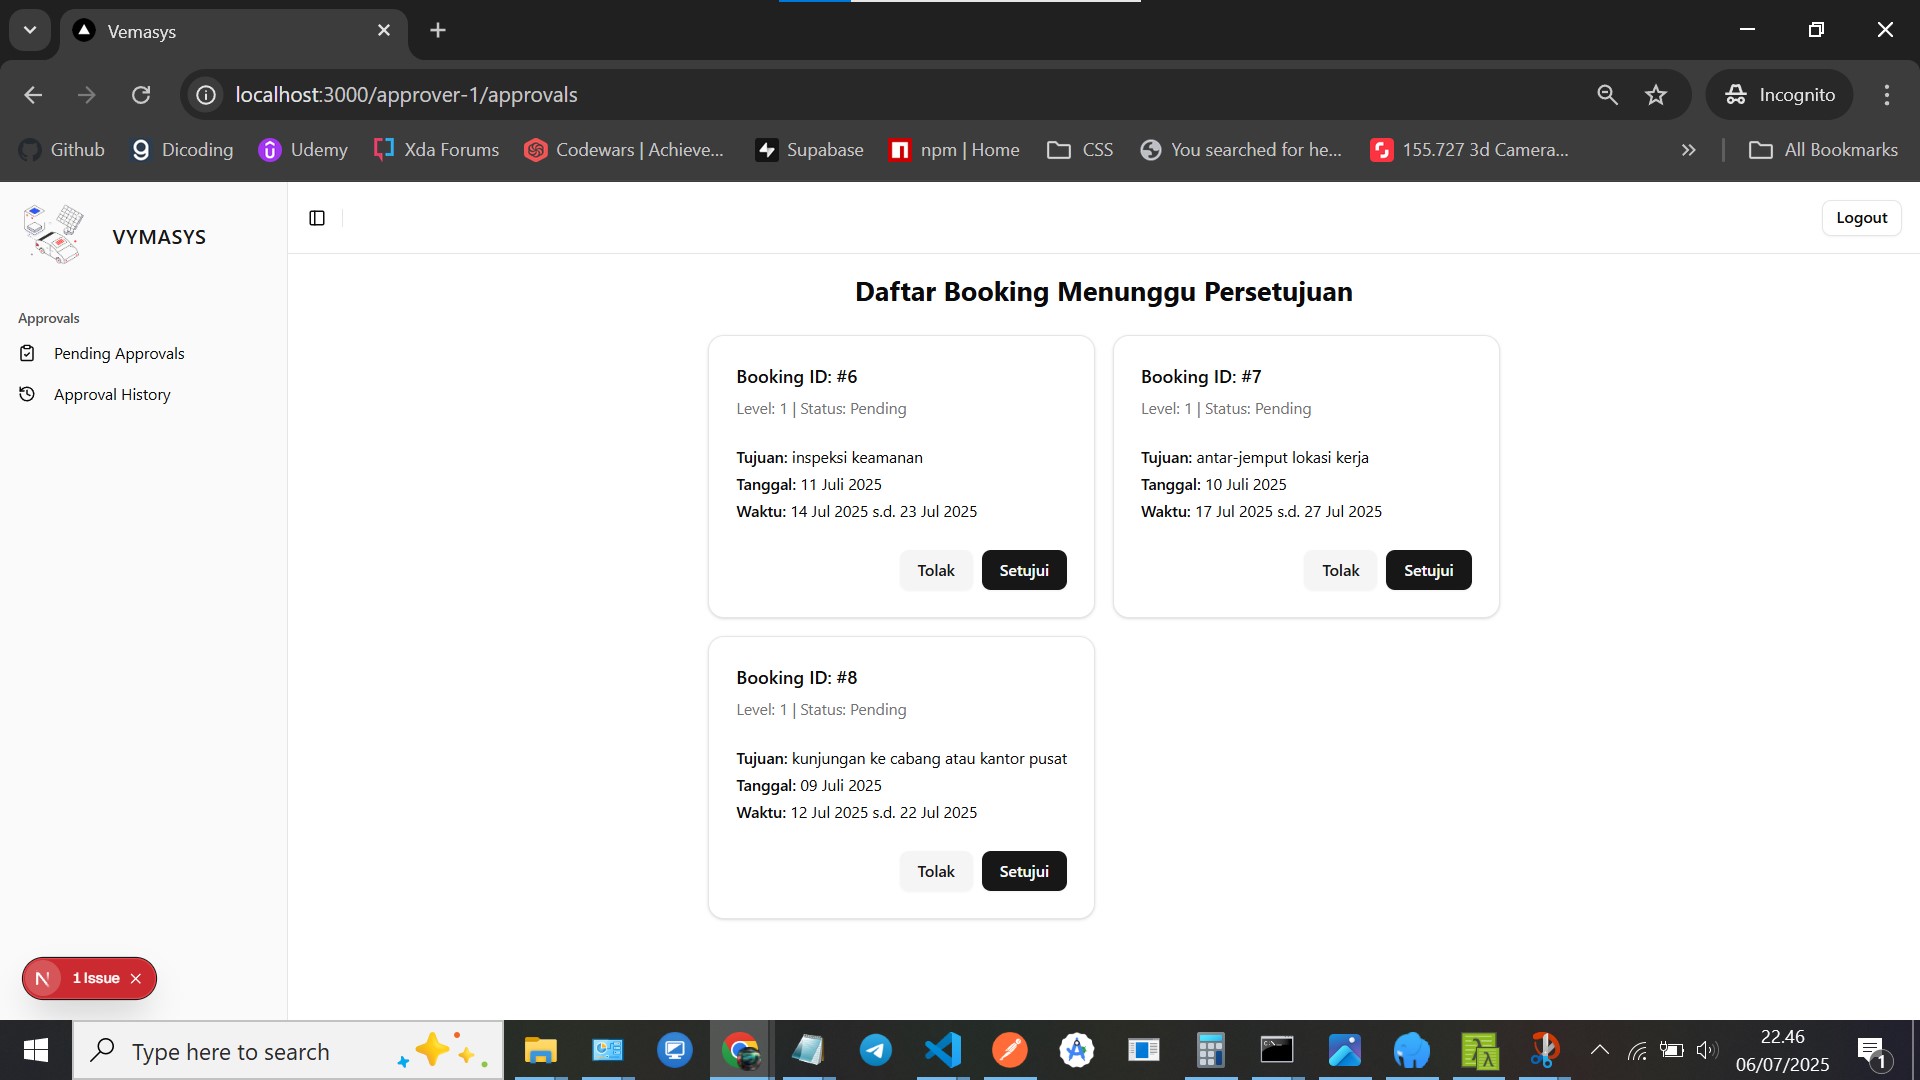 Vemasys
localhost:3000/approver-1/approvals
Incognito
Github
Dicoding
Udemy
Xda Forums
Codewars | Achieve...
Supabase
npm | Home
CSS
You searched for he...
155.727 3d Camera...
All Bookmarks
VYMASYS
Logout
Approvals
Pending Approvals
Approval History
Daftar Booking Menunggu Persetujuan
Booking ID: #6
Level: 1 | Status: Pending
Tujuan: inspeksi keamanan
Tanggal: 11 Juli 2025
Waktu: 14 Jul 2025 s.d. 23 Jul 2025
Tolak
Setujui
Booking ID: #7
Level: 1 | Status: Pending
Tujuan: antar-jemput lokasi kerja
Tanggal: 10 Juli 2025
Waktu: 17 Jul 2025 s.d. 27 Jul 2025
Tolak
Setujui
Booking ID: #8
Level: 1 | Status: Pending
Tujuan: kunjungan ke cabang atau kantor pusat
Tanggal: 09 Juli 2025
Waktu: 12 Jul 2025 s.d. 22 Jul 2025
Tolak
Setujui
N 1 Issue
Type here to search
22.46
06/07/2025
1